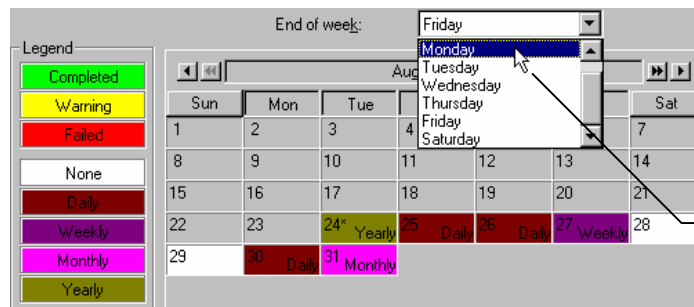 End of week: Friday
Monday
Tuesday
Wednesday
Thursday
Friday
Saturday
Legend
Completed
Warning
Failed
None
Daily
Weekly
Monthly
Yearly
Aug
Sun Mon Tue Sat
1 2 3 4 7
8 9 10 11 12 13 14
15 16 17 18 19 20 21
22 23 24* Yearly 25 Daily 26 Daily 27 Weekly 28
29 30 Daily 31 Monthly